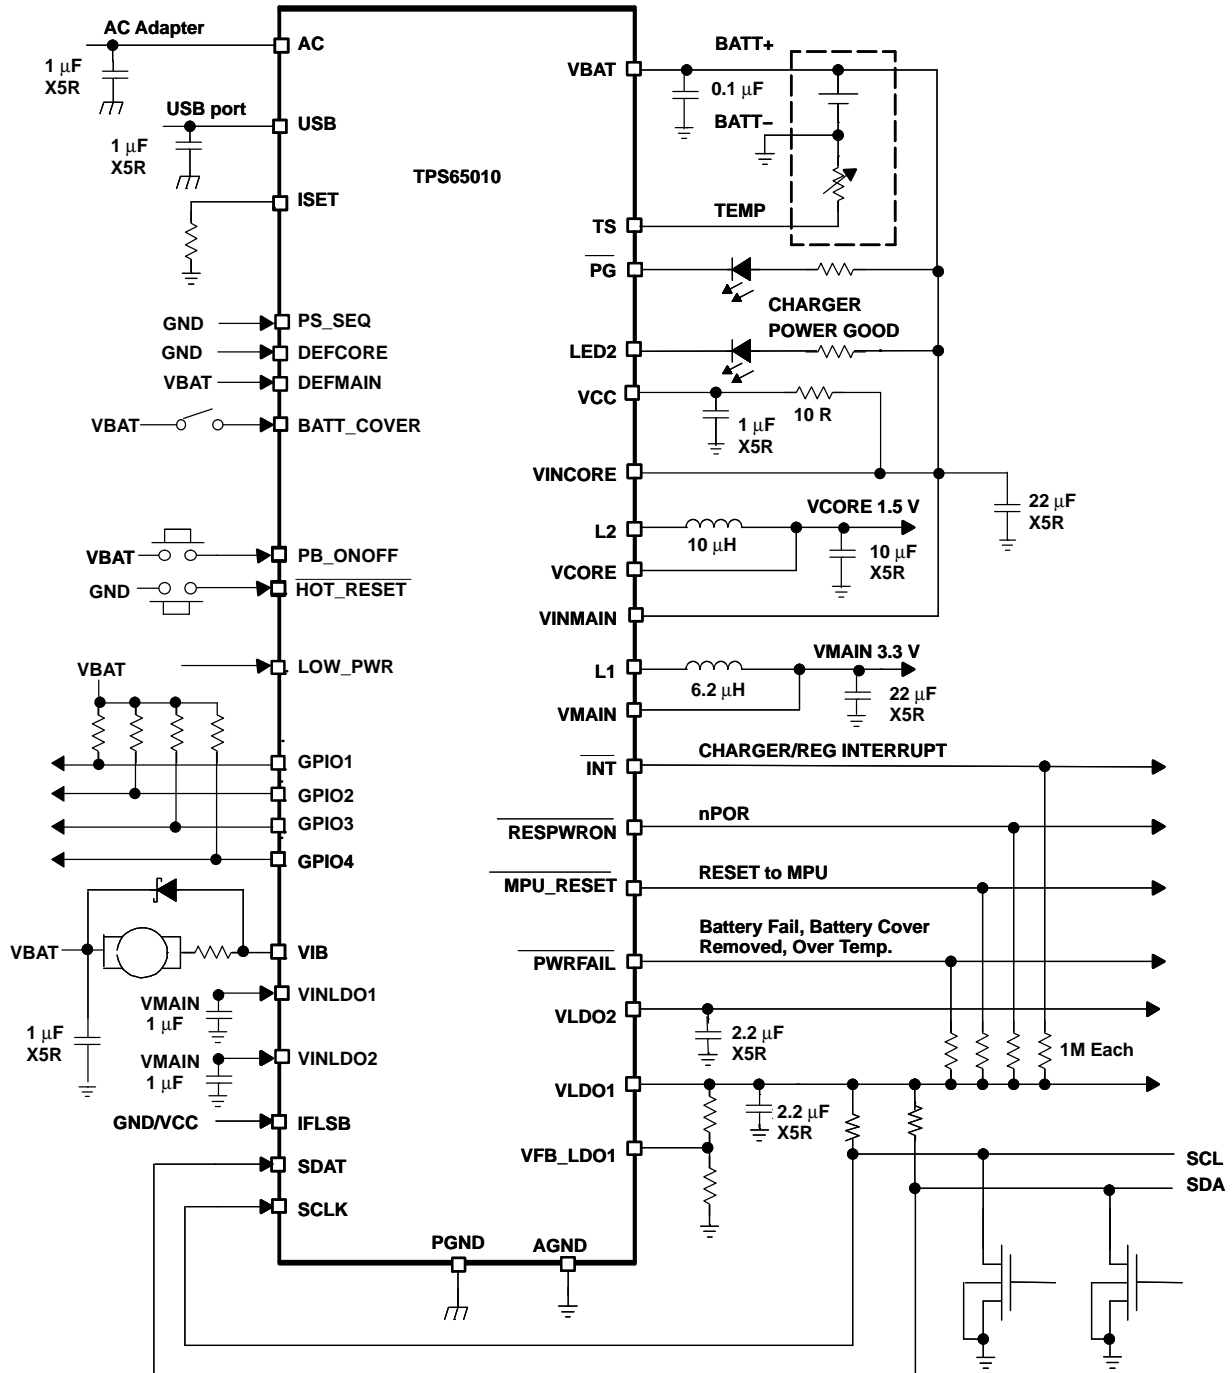 AC Adapter
1 μF
X5R
AC
USB port
1 μF
X5R
USB
ISET
TPS65010
GND
PS_SEQ
GND
DEFCORE
VBAT
DEFMAIN
VBAT
BATT_COVER
VBAT
PB_ONOFF
GND
HOT_RESET
VBAT
LOW_PWR
GPIO1
GPIO2
GPIO3
GPIO4
VBAT
VIB
1 μF
X5R
VMAIN
1 μF
VINLDO1
VMAIN
1 μF
VINLDO2
GND/VCC
IFLSB
SDAT
SCLK
PGND
AGND
VBAT
BATT+
0.1 μF
BATT−
TEMP
TS
PG
CHARGER
POWER GOOD
LED2
VCC
1 μF
X5R
10 R
VINCORE
22 μF
X5R
VCORE 1.5 V
L2
10 μH
10 μF
X5R
VCORE
VINMAIN
VMAIN 3.3 V
L1
6.2 μH
22 μF
X5R
VMAIN
CHARGER/REG INTERRUPT
INT
nPOR
RESPWRON
RESET to MPU
MPU_RESET
Battery Fail, Battery Cover
Removed, Over Temp.
PWRFAIL
VLDO2
2.2 μF
X5R
1M Each
VLDO1
2.2 μF
X5R
VFB_LDO1
SCL
SDA